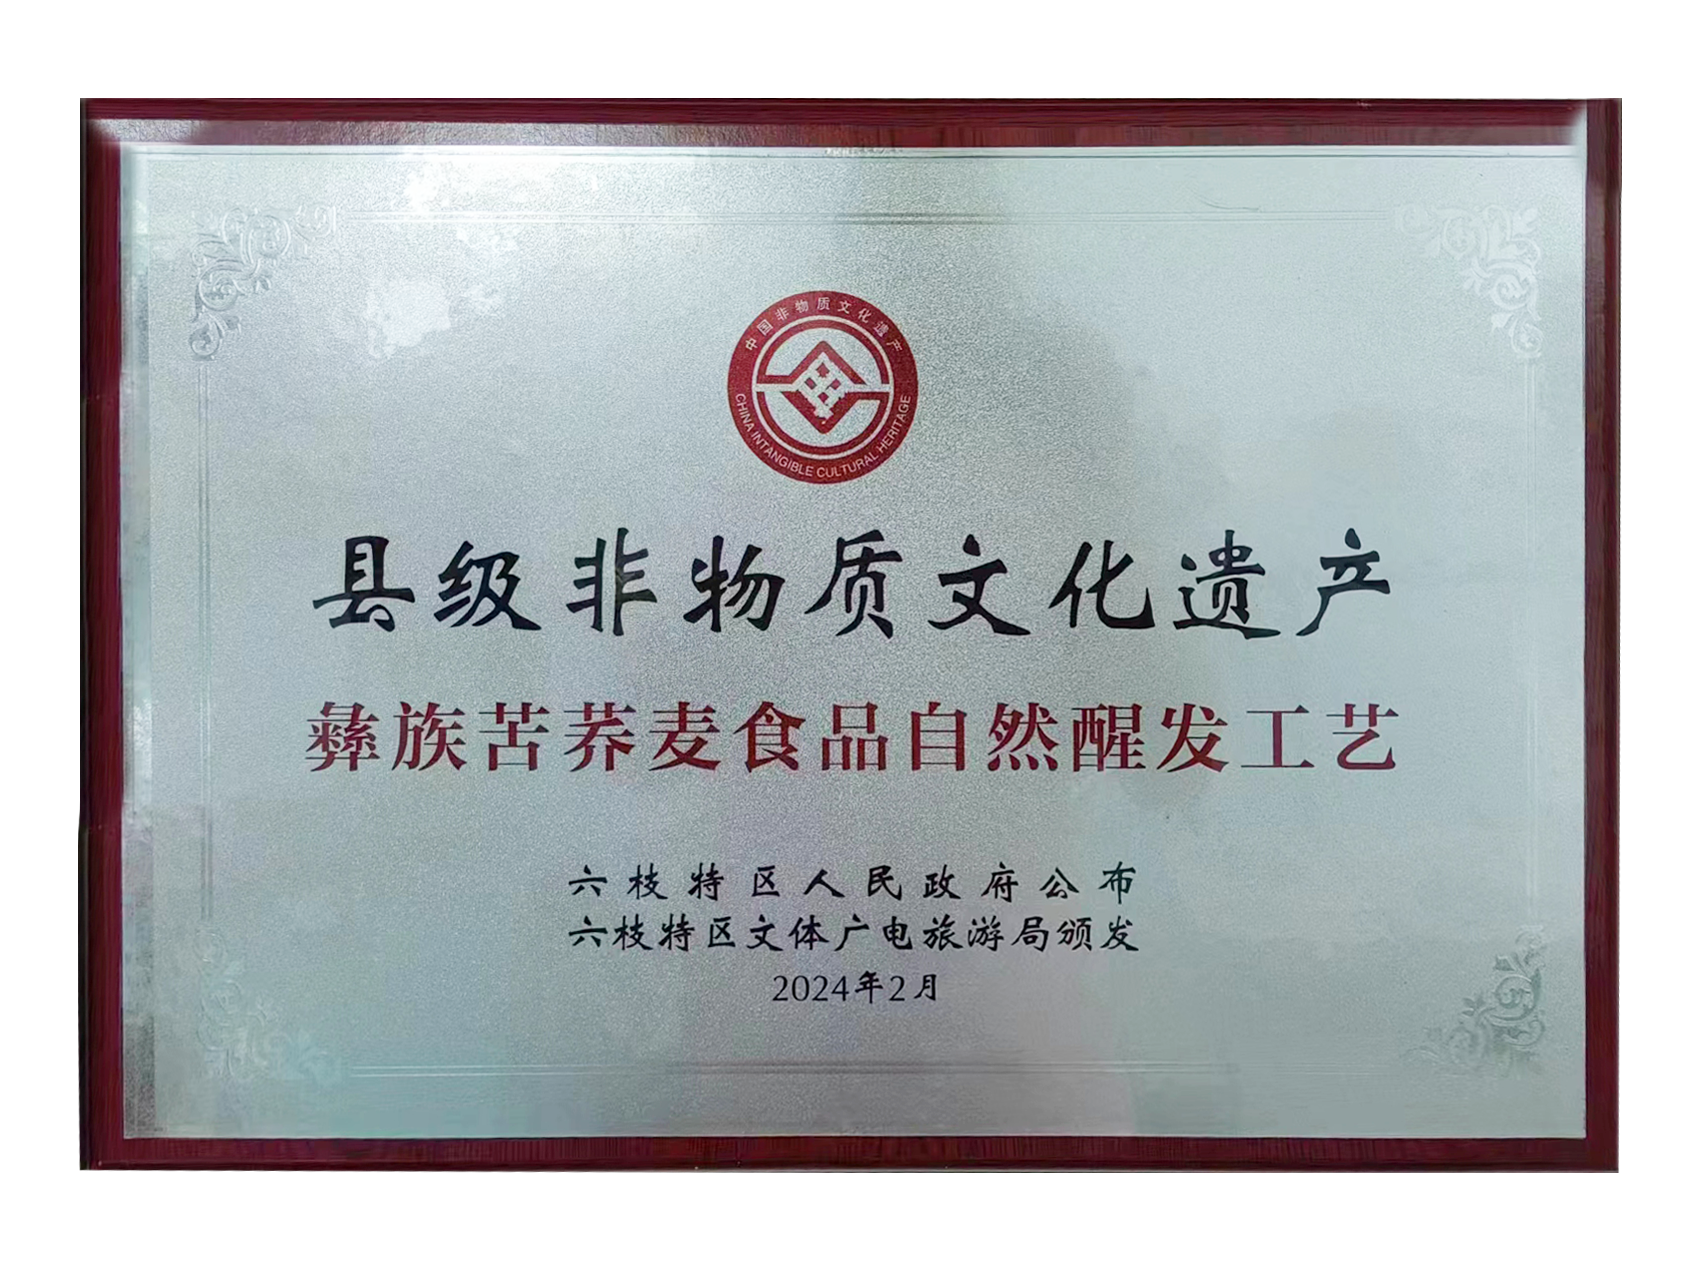 中国非物质文化遗产
CHINA INTANGIBLE CULTURAL HERITAGE
县级非物质文化遗产
彝族苦荞麦食品自然醒发工艺
六枝特区人民政府公布
六枝特区文体广电旅游局颁发
2024年2月